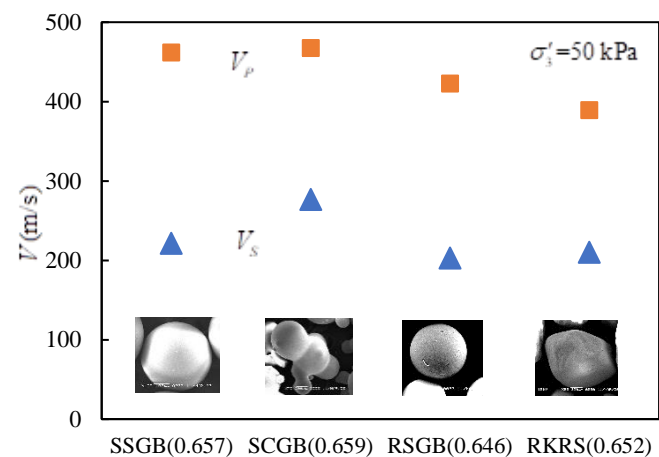 500
400
300
200
100
0
V(m/s)
V_P
σ′_3=50 kPa
V_S
SSGB(0.657) SCGB(0.659) RSGB(0.646) RKRS(0.652)